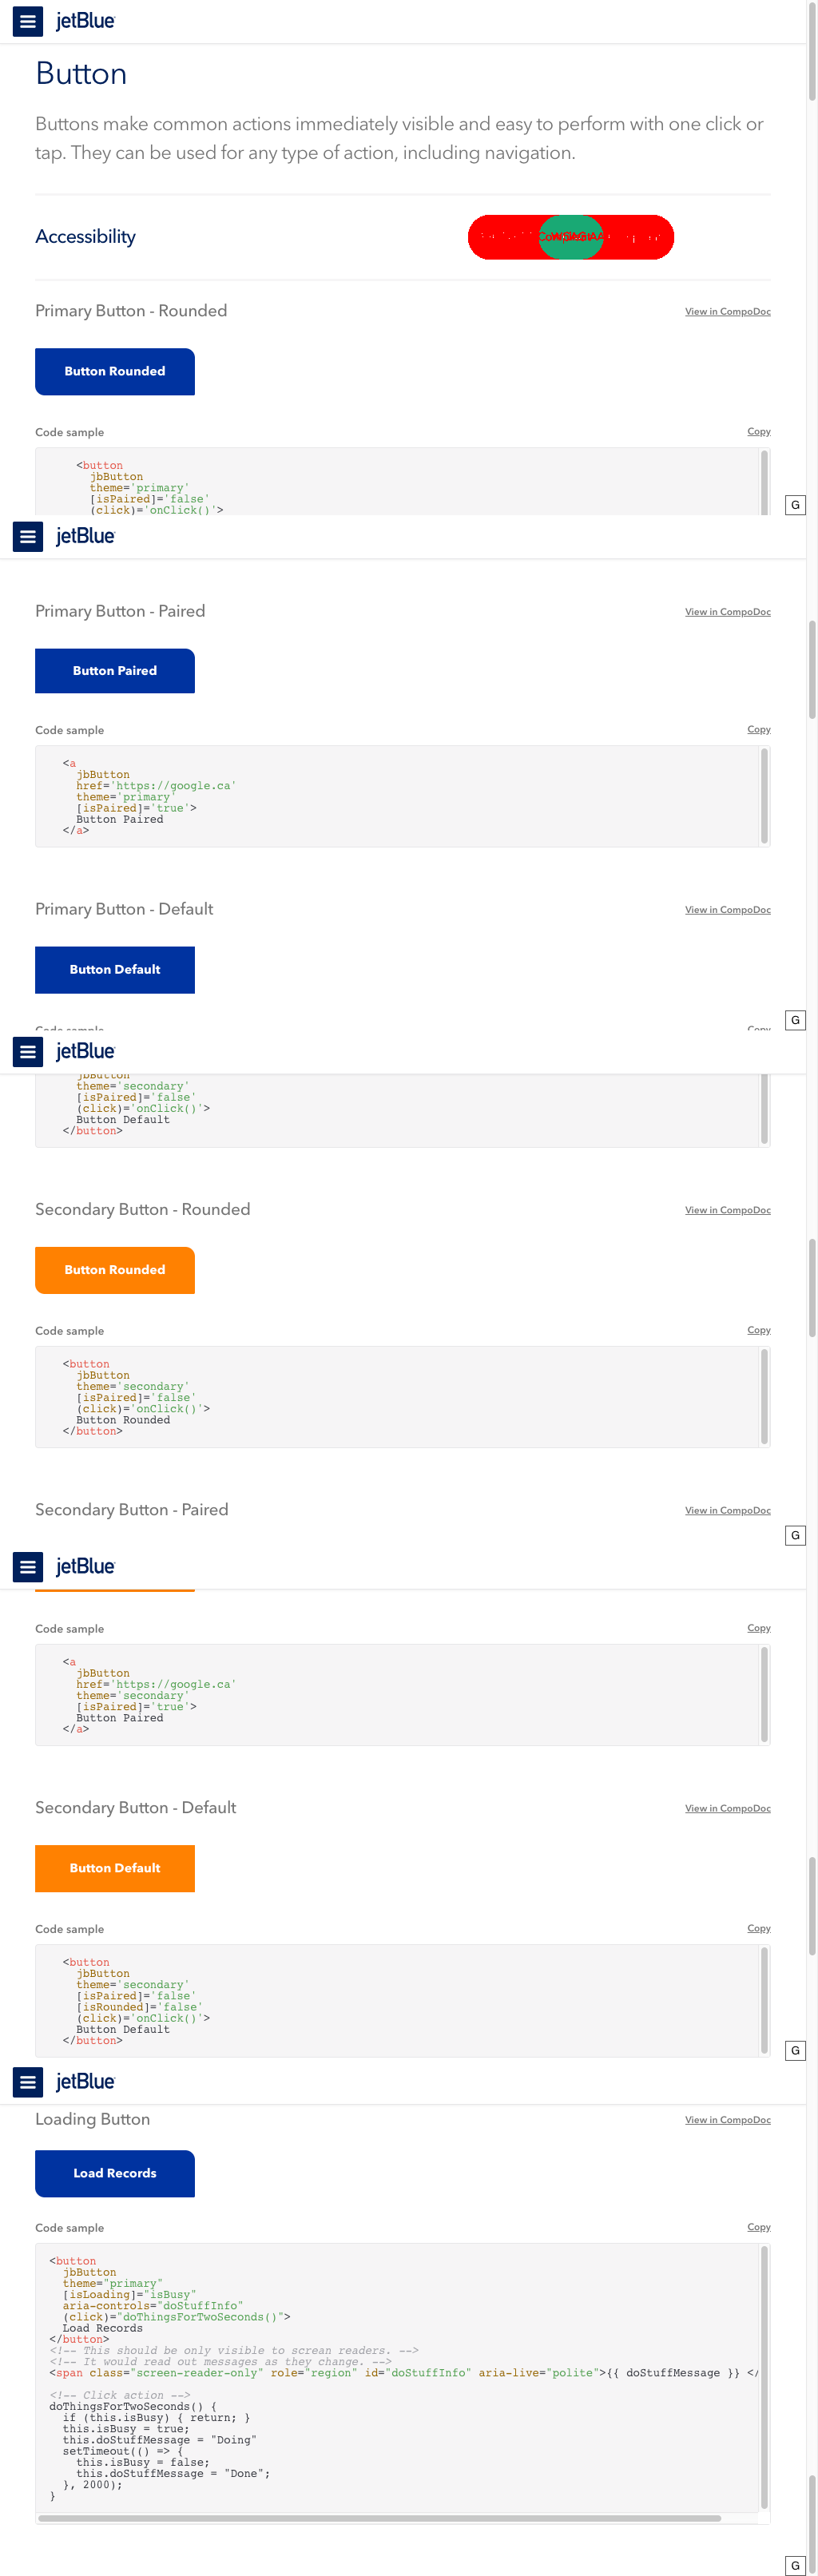 jetBlue
Button
Buttons make common actions immediately visible and easy to perform with one click or
tap. They can be used for any type of action, including navigation.
Accessibility
Primary Button - Rounded
View in CompoDoc
Button Rounded
Code sample
Copy
<button
jbButton
theme='primary'
[isPaired]='false'
(click)='onClick()'>
G
jetBlue
Primary Button - Paired
View in CompoDoc
Button Paired
Code sample
Copy
<a
jbButton
href='https://google.ca'
theme='primary'
[isPaired]='true'>
Button Paired
</a>
Primary Button - Default
View in CompoDoc
Button Default
Code sample
Copy
G
jetBlue
jbButton
theme='secondary'
[isPaired]='false'
(click)='onClick()'>
Button Default
</button>
Secondary Button - Rounded
View in CompoDoc
Button Rounded
Code sample
Copy
<button
jbButton
theme='secondary'
[isPaired]='false'
(click)='onClick()'>
Button Rounded
</button>
Secondary Button - Paired
View in CompoDoc
G
jetBlue
Code sample
Copy
<a
jbButton
href='https://google.ca'
theme='secondary'
[isPaired]='true'>
Button Paired
</a>
Secondary Button - Default
View in CompoDoc
Button Default
Code sample
Copy
<button
jbButton
theme='secondary'
[isPaired]='false'
[isRounded]='false'
(click)='onClick()'>
Button Default
</button>
G
jetBlue
Loading Button
View in CompoDoc
Load Records
Code sample
Copy
<button
jbButton
theme="primary"
[isLoading]="isBusy"
aria-controls="doStuffInfo"
(click)="doThingsForTwoSeconds()">
Load Records
</button>
<!-- This should be only visible to screan readers. -->
<!-- It would read out messages as they change. -->
<span class="screen-reader-only" role="region" id="doStuffInfo" aria-live="polite">{{ doStuffMessage }} </
<!-- Click action -->
doThingsForTwoSeconds() {
if (this.isBusy) { return; }
this.isBusy = true;
this.doStuffMessage = "Doing"
setTimeout(() => {
this.isBusy = false;
this.doStuffMessage = "Done";
}, 2000);
}
G